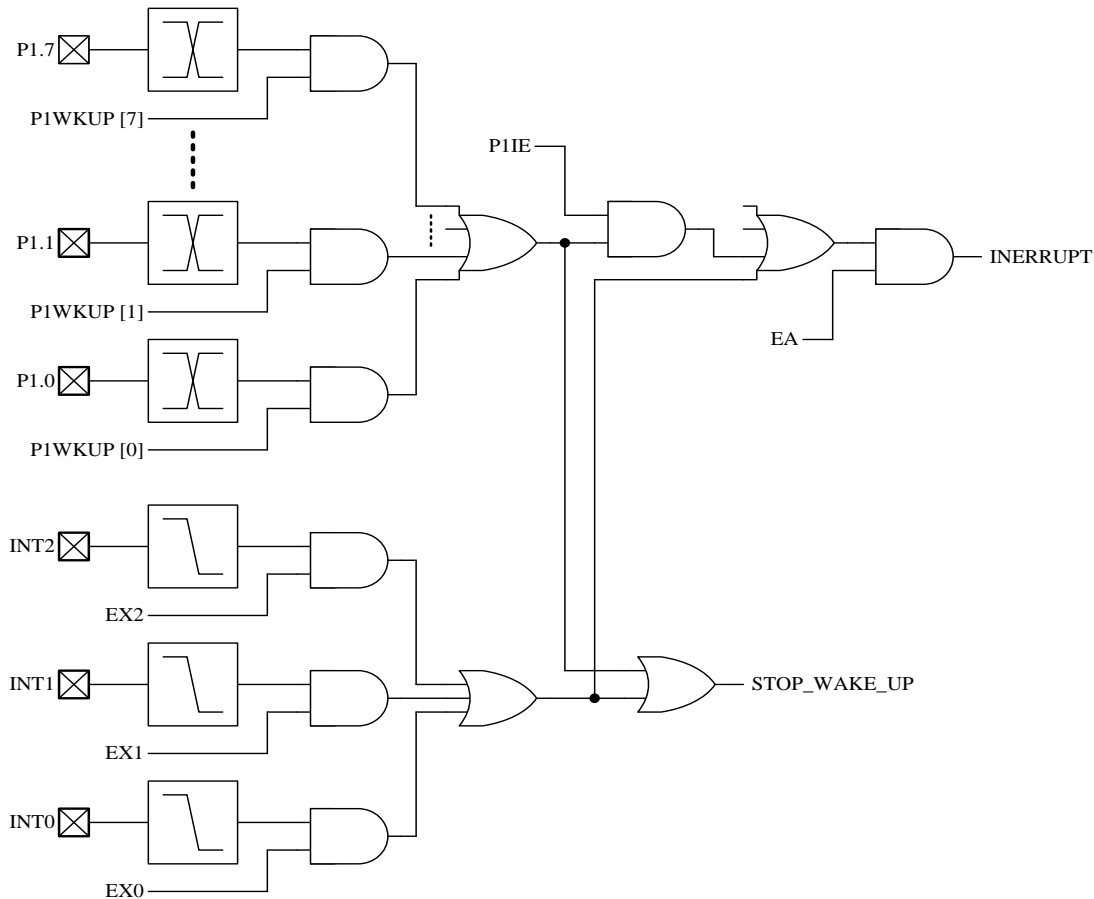 P1.7
P1WKUP [7]
P1IE
P1.1
INERRUPT
P1WKUP [1]
EA
P1.0
P1WKUP [0]
INT2
EX2
INT1
STOP_WAKE_UP
EX1
INT0
EX0